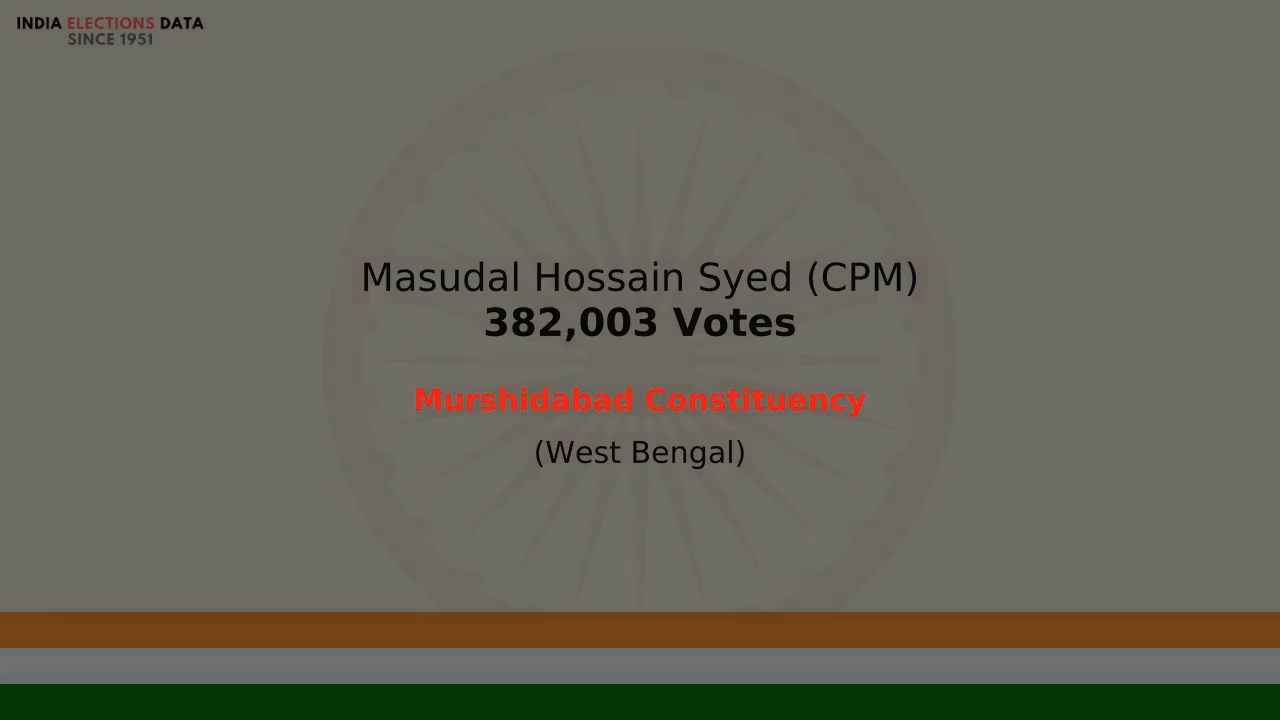 INDIA ELECTIONS DATA
SINCE 1951
Masudal Hossain Syed (CPM)
382,003 Votes
Murshidabad Constituency
(West Bengal)